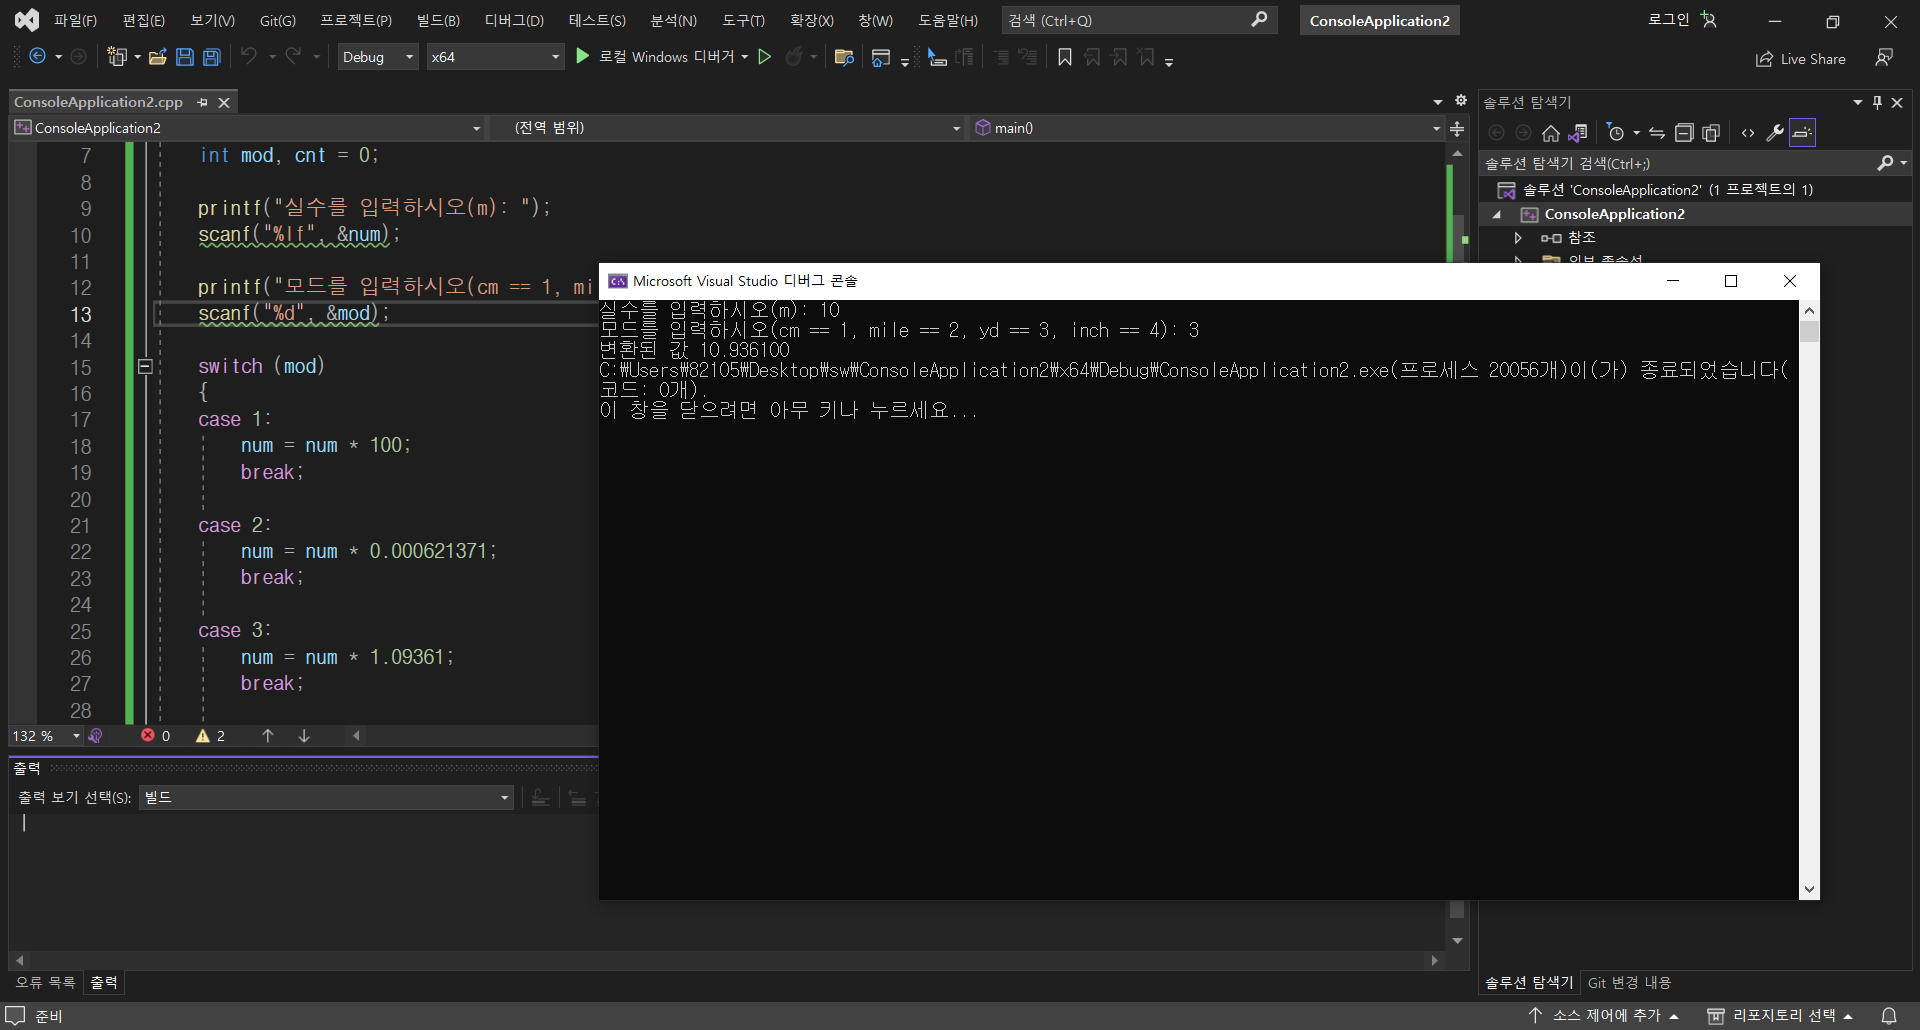 파일(F) 편집(E) 보기(V) Git(G) 프로젝트(P) 빌드(B) 디버그(D) 테스트(S) 분석(N) 도구(T) 확장(X) 창(W) 도움말(H) 검색 (Ctrl+Q) ConsoleApplication2 로그인
Debug x64 로컬 Windows 디버거 Live Share
ConsoleApplication2.cpp
ConsoleApplication2 (전역 범위) main()
7 int mod, cnt = 0;
8
9 printf("실수를 입력하시오(m): ");
10 scanf("%lf", &num);
11
12 printf("모드를 입력하시오(cm == 1, mi
13 scanf("%d", &mod);
14
15 switch (mod)
16 {
17 case 1:
18 num = num * 100;
19 break;
20
21 case 2:
22 num = num * 0.000621371;
23 break;
24
25 case 3:
26 num = num * 1.09361;
27 break;
28
132 % 0 2
출력
출력 보기 선택(S): 빌드
오류 목록 출력
Microsoft Visual Studio 디버그 콘솔
실수를 입력하시오(m): 10
모드를 입력하시오(cm == 1, mile == 2, yd == 3, inch == 4): 3
변환된 값 10.936100
C:₩Users₩82105₩Desktop₩sw₩ConsoleApplication2₩x64₩Debug₩ConsoleApplication2.exe(프로세스 20056개)이(가) 종료되었습니다(
코드: 0개).
이 창을 닫으려면 아무 키나 누르세요...
솔루션 탐색기
솔루션 탐색기 검색(Ctrl+;)
솔루션 'ConsoleApplication2' (1 프로젝트의 1)
ConsoleApplication2
참조
외부 종속성
솔루션 탐색기 Git 변경 내용
준비 소스 제어에 추가 리포지토리 선택